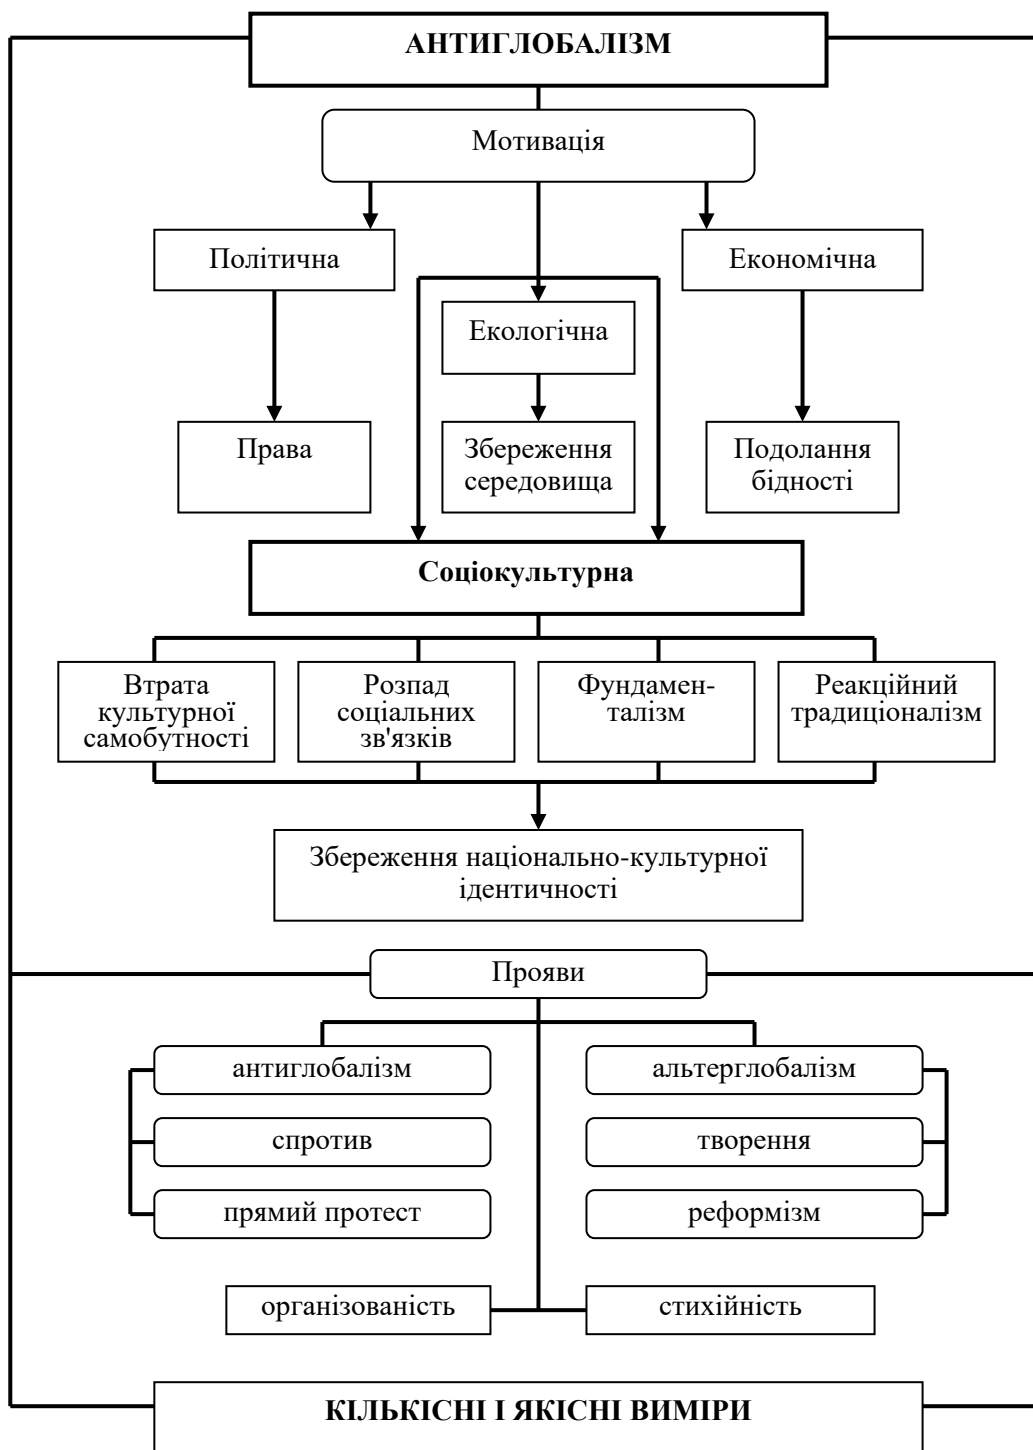 АНТИГЛОБАЛІЗМ
Мотивація
Політична
Економічна
Екологічна
Права
Збереження
середовища
Подолання
бідності
Соціокультурна
Втрата
культурної
самобутності
Розпад
соціальних
зв'язків
Фундамен-
талізм
Реакційний
традиціоналізм
Збереження національно-культурної
ідентичності
Прояви
антиглобалізм
альтерглобалізм
спротив
творення
прямий протест
реформізм
організованість
стихійність
КІЛЬКІСНІ І ЯКІСНІ ВИМІРИ